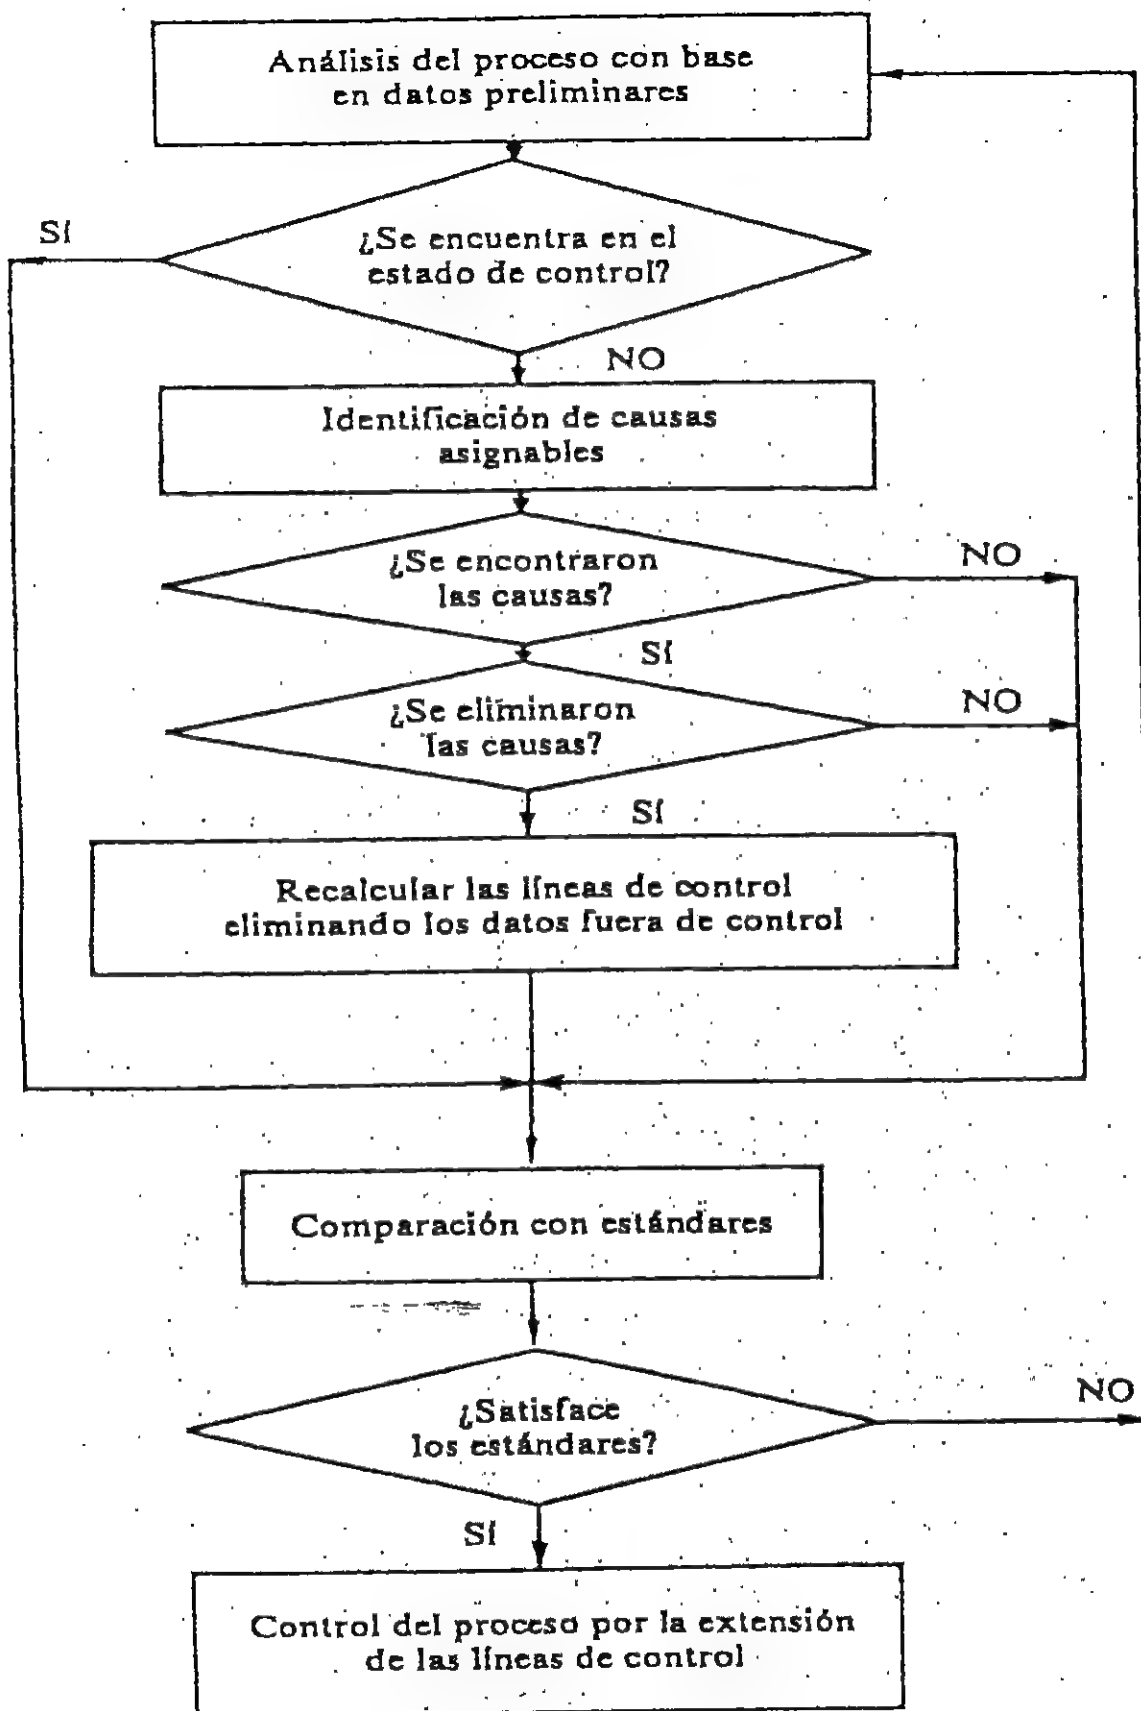 Análisis del proceso con base
en datos preliminares
Sí
¿Se encuentra en el
estado de control?
NO
Identificación de causas
asignables
¿Se encontraron
las causas?
NO
Sí
¿Se eliminaron
las causas?
NO
Sí
Recalcular las líneas de control
eliminando los datos fuera de control
Comparación con estándares
¿Satisface
los estándares?
NO
Sí
Control del proceso por la extensión
de las líneas de control